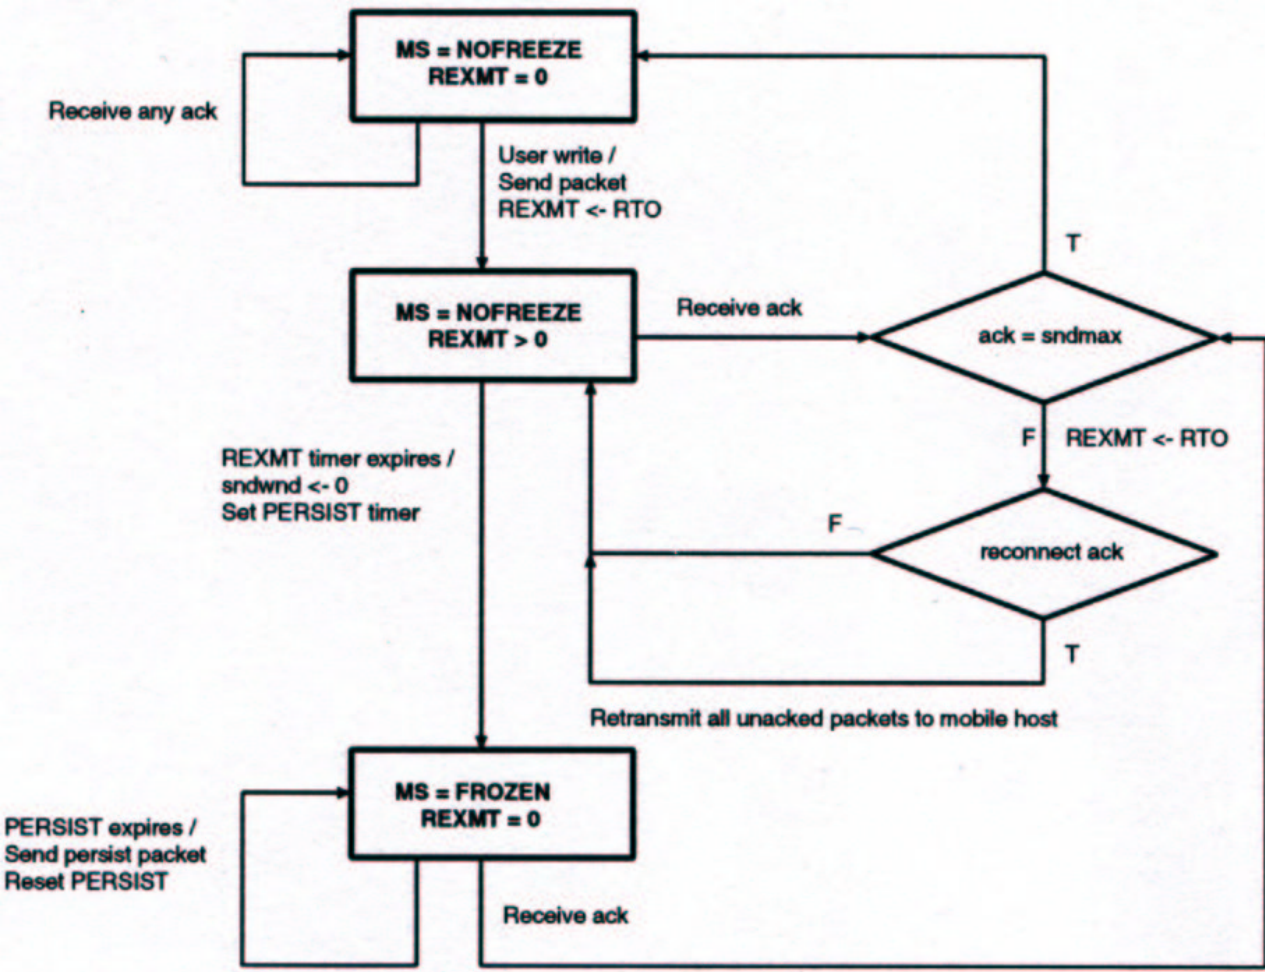 MS = NOFREEZE
REXMT = 0
Receive any ack
User write /
Send packet
REXMT <- RTO
T
MS = NOFREEZE
REXMT > 0
Receive ack
ack = sndmax
F
REXMT <- RTO
REXMT timer expires /
sndwnd <- 0
Set PERSIST timer
F
reconnect ack
T
Retransmit all unacked packets to mobile host
MS = FROZEN
REXMT = 0
PERSIST expires /
Send persist packet
Reset PERSIST
Receive ack